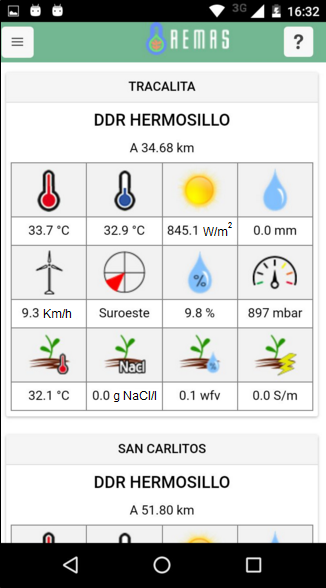 3G 16:32
REMAS
?
TRACALITA
DDR HERMOSILLO
A 34.68 km
33.7 °C 32.9 °C 845.1 W/m² 0.0 mm
%
9.3 Km/h Suroeste 9.8 % 897 mbar
Nacl
32.1 °C 0.0 g NaCl/l 0.1 wfv 0.0 S/m
SAN CARLITOS
DDR HERMOSILLO
A 51.80 km